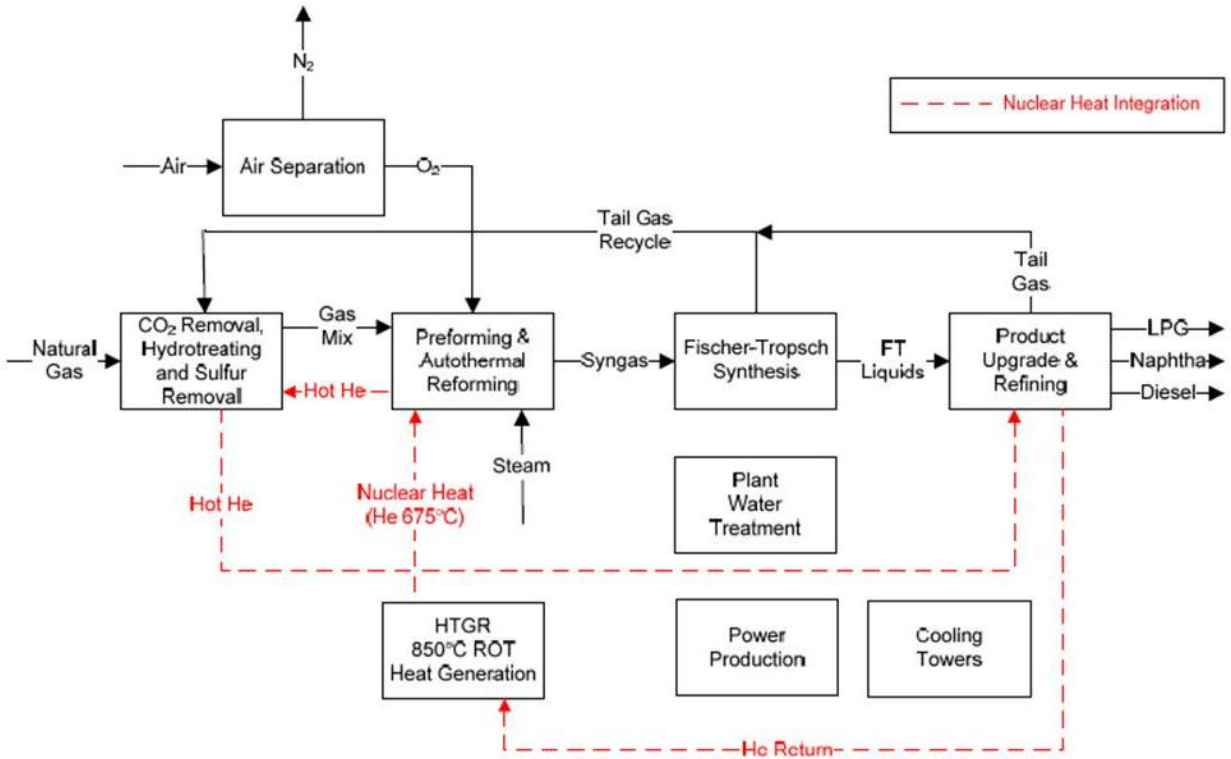 N₂
Nuclear Heat Integration
Air
Air Separation
O₂
Tail Gas
Recycle
Tail
Gas
Natural
Gas
CO₂ Removal,
Hydrotreating
and Sulfur
Removal
Gas
Mix
Hot He
Preforming &
Autothermal
Reforming
Syngas
Fischer-Tropsch
Synthesis
FT
Liquids
Product
Upgrade &
Refining
LPG
Naphtha
Diesel
Hot He
Nuclear Heat
(He 675°C)
Steam
Plant
Water
Treatment
HTGR
850°C ROT
Heat Generation
Power
Production
Cooling
Towers
He Return